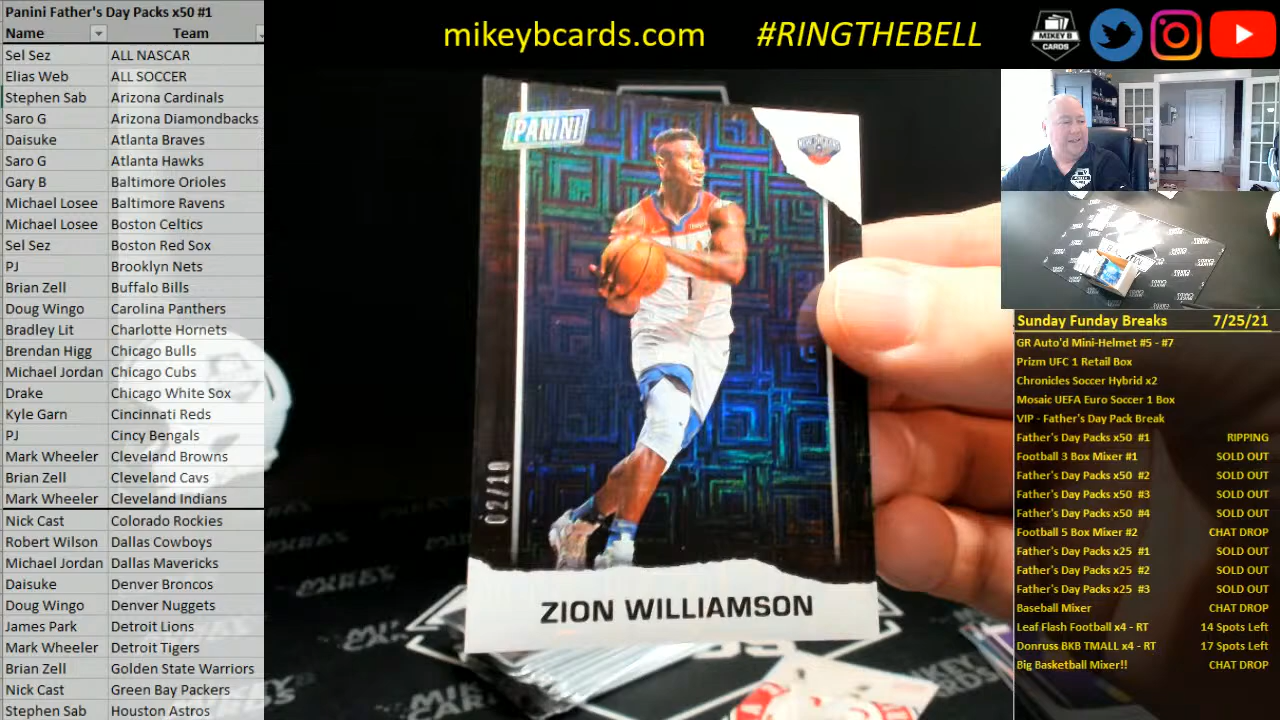 Panini Father's Day Packs x50 #1
Name Team
Sel Sez ALL NASCAR
Elias Web ALL SOCCER
Stephen Sab Arizona Cardinals
Saro G Arizona Diamondbacks
Daisuke Atlanta Braves
Saro G Atlanta Hawks
Gary B Baltimore Orioles
Michael Losee Baltimore Ravens
Michael Losee Boston Celtics
Sel Sez Boston Red Sox
PJ Brooklyn Nets
Brian Zell Buffalo Bills
Doug Wingo Carolina Panthers
Bradley Lit Charlotte Hornets
Brendan Higg Chicago Bulls
Michael Jordan Chicago Cubs
Drake Chicago White Sox
Kyle Garn Cincinnati Reds
PJ Cincy Bengals
Mark Wheeler Cleveland Browns
Brian Zell Cleveland Cavs
Mark Wheeler Cleveland Indians
Nick Cast Colorado Rockies
Robert Wilson Dallas Cowboys
Michael Jordan Dallas Mavericks
Daisuke Denver Broncos
Doug Wingo Denver Nuggets
James Park Detroit Lions
Mark Wheeler Detroit Tigers
Brian Zell Golden State Warriors
Nick Cast Green Bay Packers
Stephen Sab Houston Astros
mikeybcards.com #RINGTHEBELL
MIKEY B
CARDS
PANINI
NEW ORLEANS
1
02/10
ZION WILLIAMSON
Sunday Funday Breaks 7/25/21
GR Auto'd Mini-Helmet #5 - #7
Prizm UFC 1 Retail Box
Chronicles Soccer Hybrid x2
Mosaic UEFA Euro Soccer 1 Box
VIP - Father's Day Pack Break
Father's Day Packs x50 #1 RIPPING
Football 3 Box Mixer #1 SOLD OUT
Father's Day Packs x50 #2 SOLD OUT
Father's Day Packs x50 #3 SOLD OUT
Father's Day Packs x50 #4 SOLD OUT
Football 5 Box Mixer #2 CHAT DROP
Father's Day Packs x25 #1 SOLD OUT
Father's Day Packs x25 #2 SOLD OUT
Father's Day Packs x25 #3 SOLD OUT
Baseball Mixer CHAT DROP
Leaf Flash Football x4 - RT 14 Spots Left
Donruss BKB TMALL x4 - RT 17 Spots Left
Big Basketball Mixer!! CHAT DROP